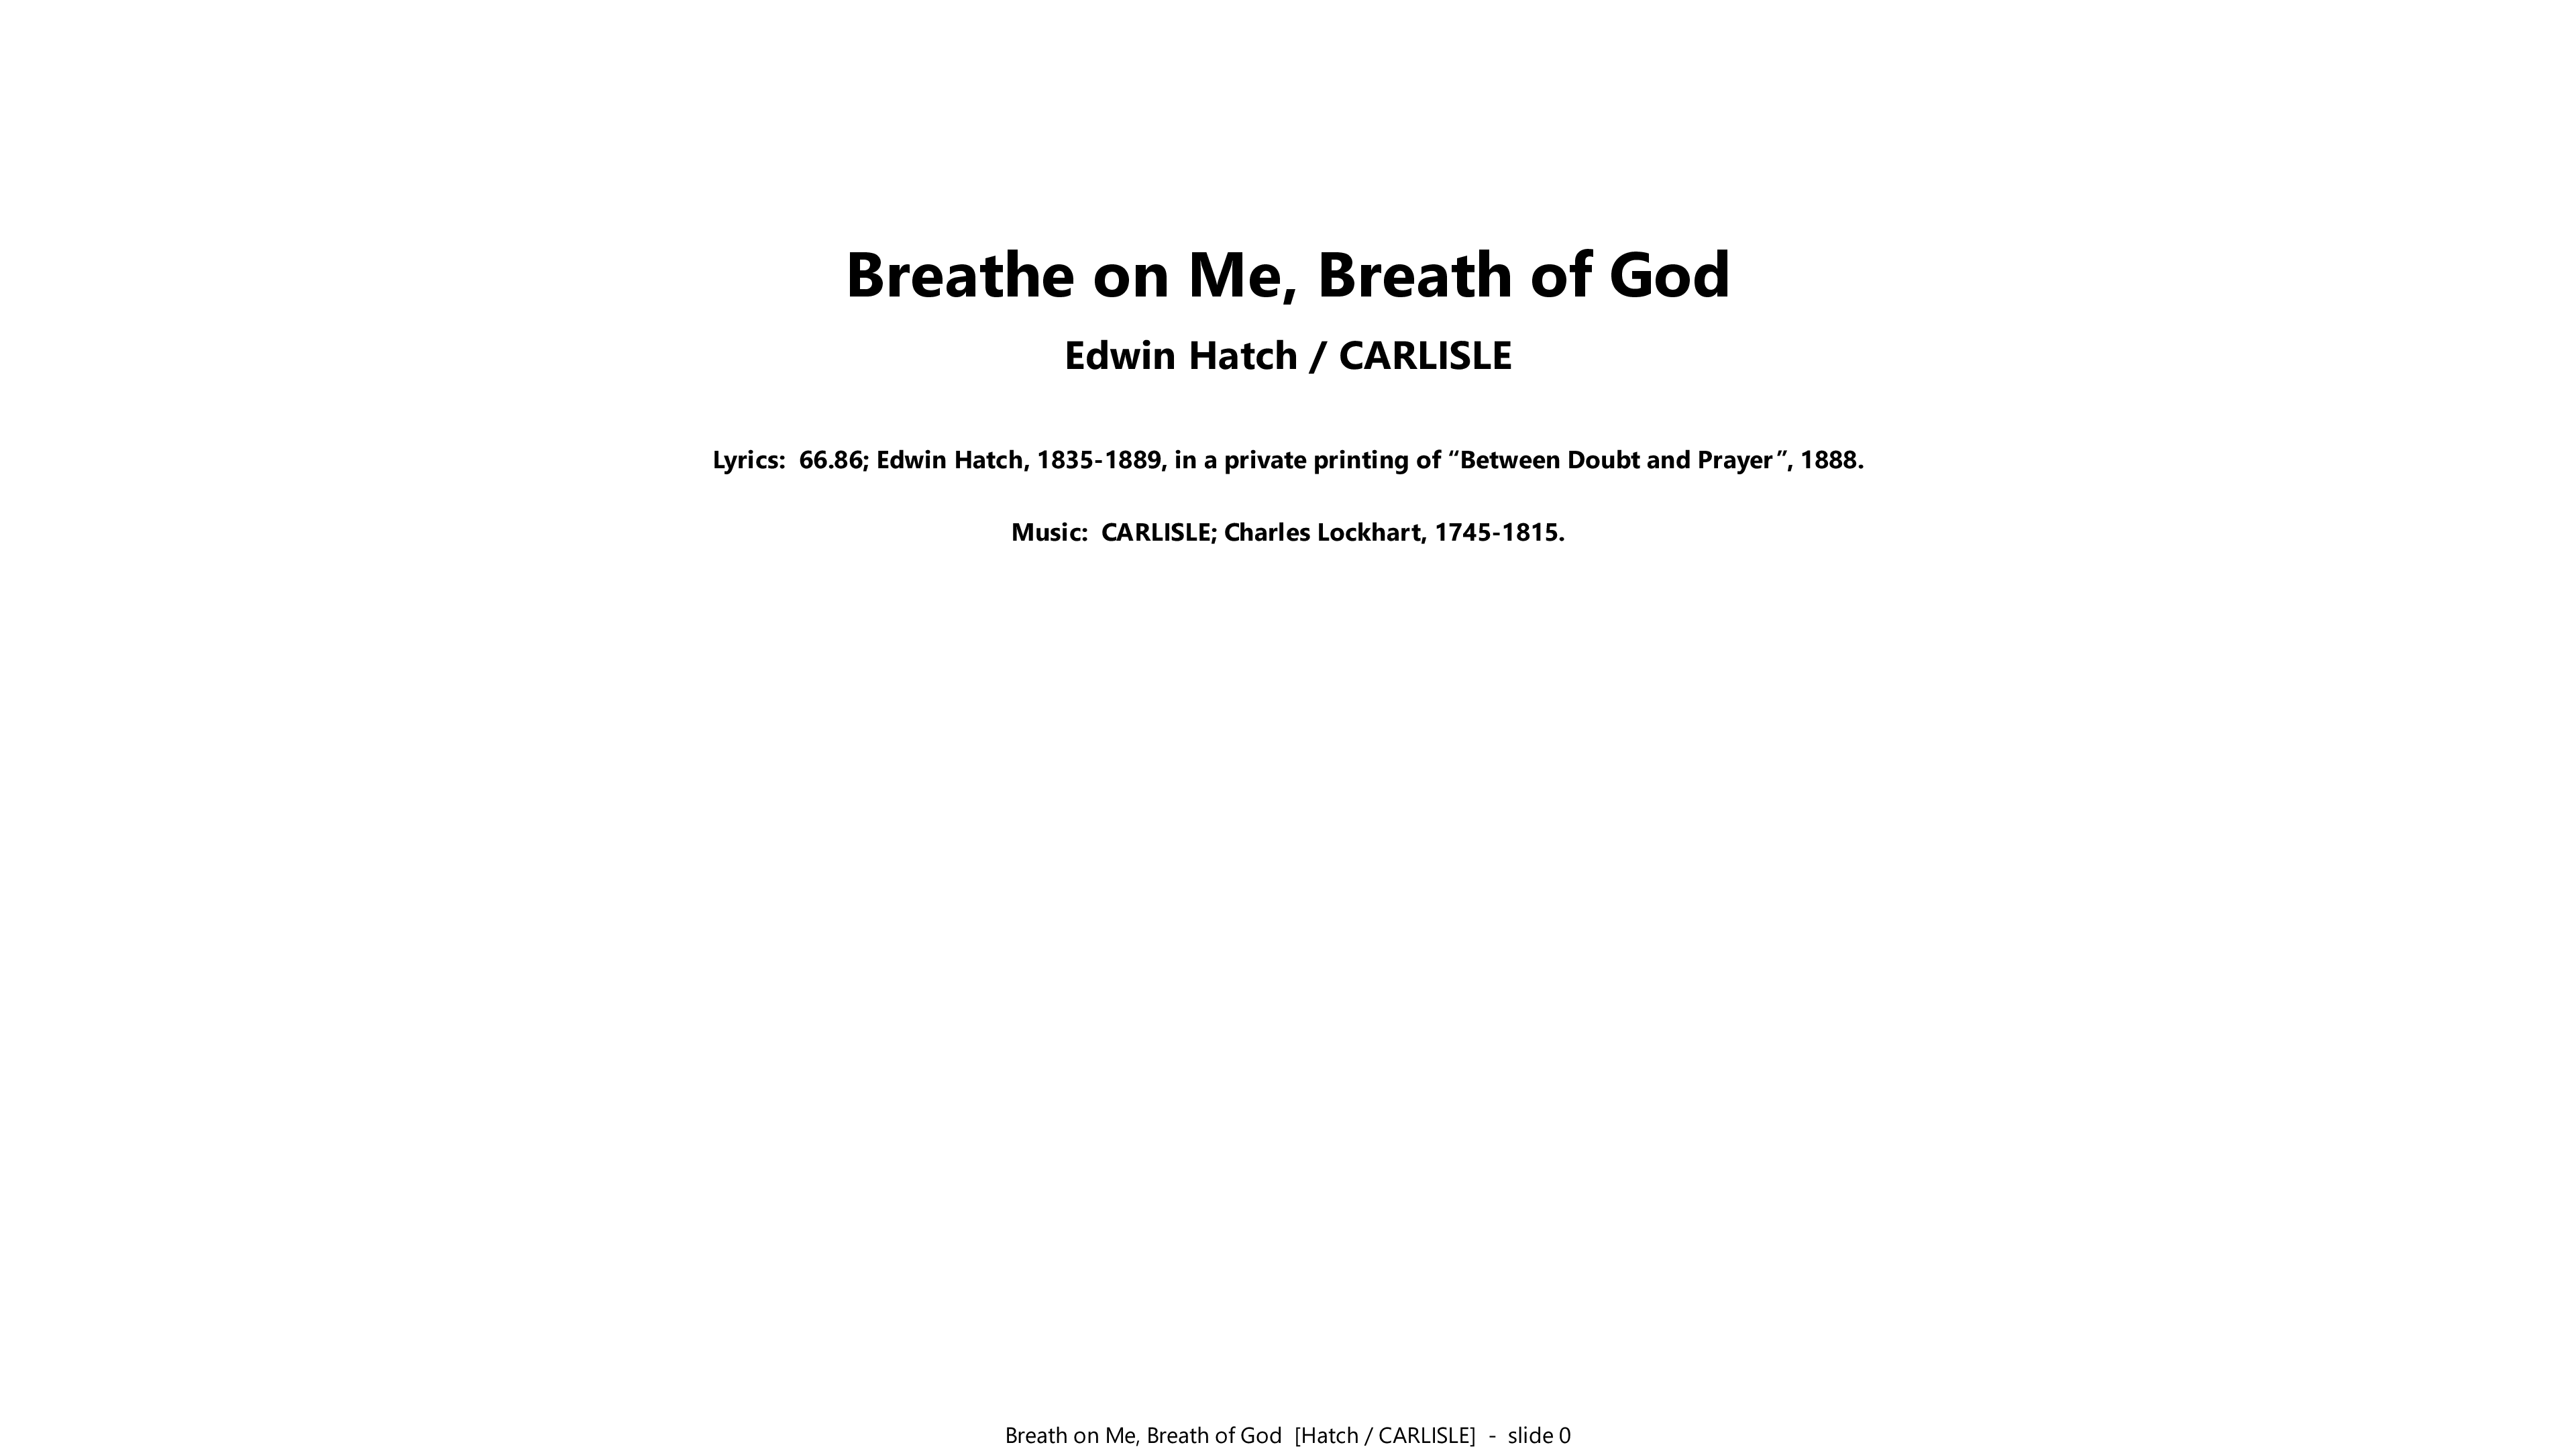 Breathe on Me, Breath of God
Edwin Hatch / CARLISLE
Lyrics:  66.86; Edwin Hatch, 1835-1889, in a private printing of “Between Doubt and Prayer”, 1888.
Music:  CARLISLE; Charles Lockhart, 1745-1815.
Breath on Me, Breath of God  [Hatch / CARLISLE]  -  slide 0